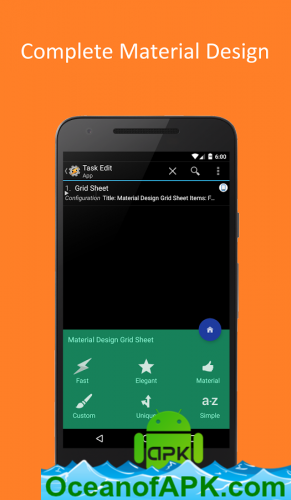 Complete Material Design
6:00
Task Edit
App
1. Grid Sheet
Configuration Title: Material Design Grid Sheet Items: F...
Material Design Grid Sheet
Fast
Elegant
Material
Custom
Unique
a-z
Simple
APK
OceanofAPK.com